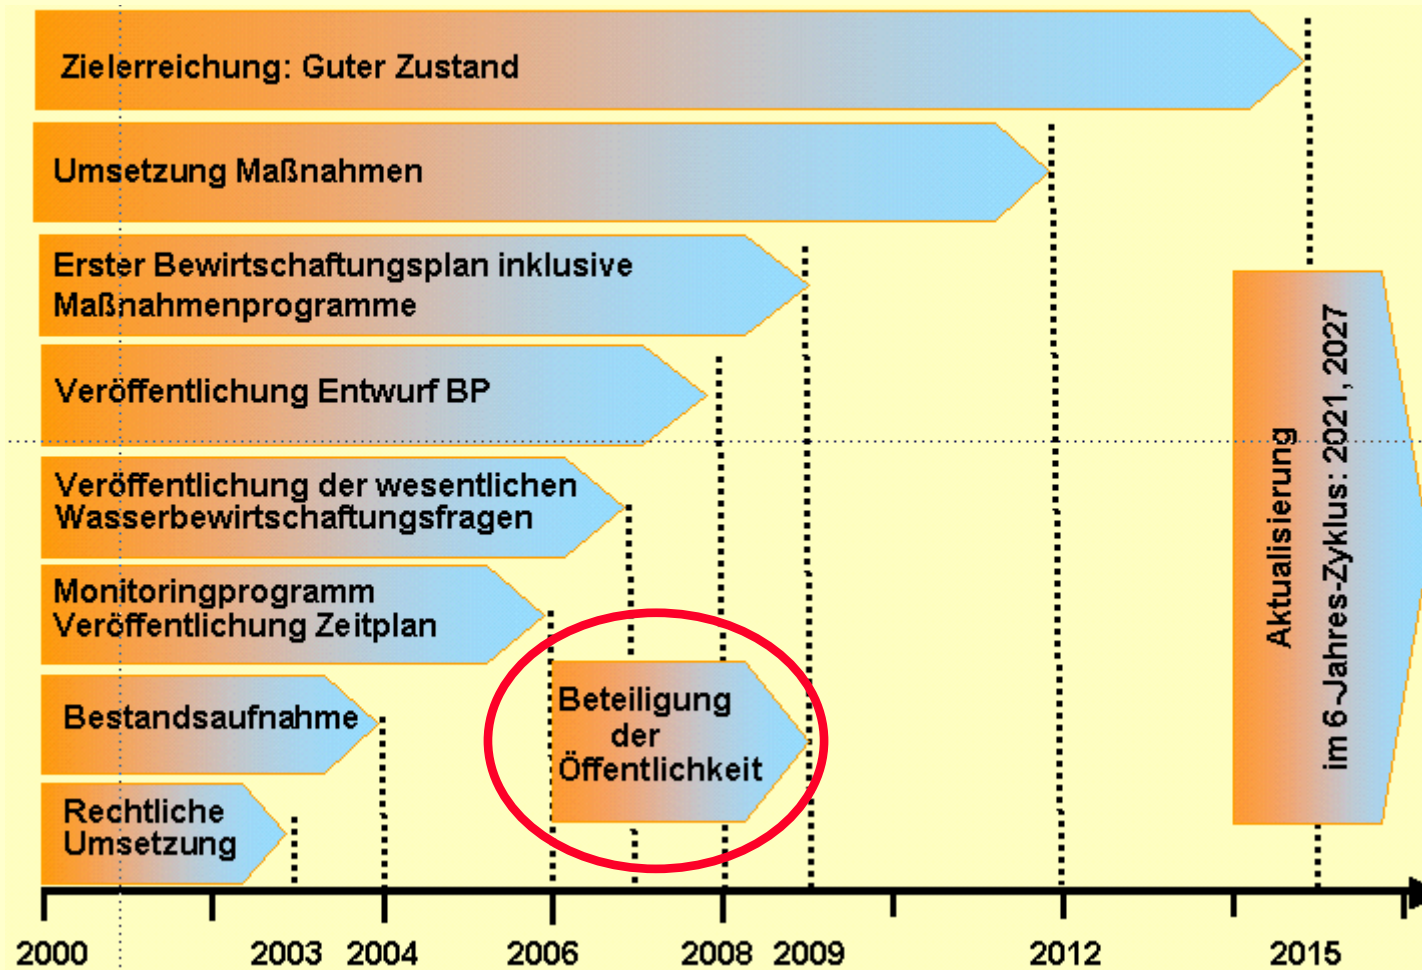 Zielerreichung: Guter Zustand
Umsetzung Maßnahmen
Erster Bewirtschaftungsplan inklusive
Maßnahmenprogramme
Veröffentlichung Entwurf BP
Veröffentlichung der wesentlichen
Wasserbewirtschaftungsfragen
Monitoringprogramm
Veröffentlichung Zeitplan
Bestandsaufnahme
Rechtliche
Umsetzung
Beteiligung
der
Öffentlichkeit
Aktualisierung
im 6-Jahres-Zyklus: 2021, 2027
2000 2003 2004 2006 2008 2009 2012 2015